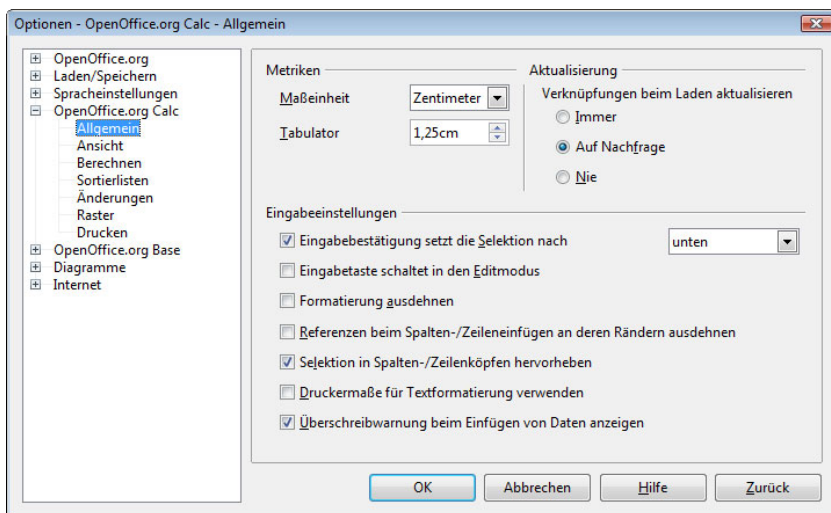 Optionen - OpenOffice.org Calc - Allgemein
OpenOffice.org
Laden/Speichern
Spracheinstellungen
OpenOffice.org Calc
Allgemein
Ansicht
Berechnen
Sortierlisten
Änderungen
Raster
Drucken
OpenOffice.org Base
Diagramme
Internet
Metriken
Maßeinheit Zentimeter
Tabulator 1,25cm
Aktualisierung
Verknüpfungen beim Laden aktualisieren
Immer
Auf Nachfrage
Nie
Eingabeeinstellungen
Eingabebestätigung setzt die Selektion nach unten
Eingabetaste schaltet in den Editmodus
Formatierung ausdehnen
Referenzen beim Spalten-/Zeileneinfügen an deren Rändern ausdehnen
Selektion in Spalten-/Zeilenköpfen hervorheben
Druckermaße für Textformatierung verwenden
Überschreibwarnung beim Einfügen von Daten anzeigen
OK Abbrechen Hilfe Zurück